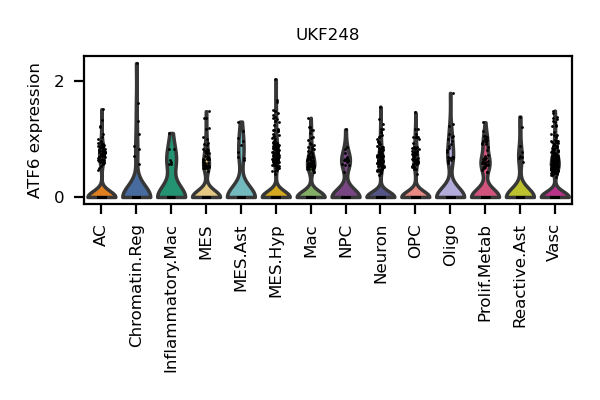 UKF248
ATF6 expression
2
0
AC
Chromatin.Reg
Inflammatory.Mac
MES
MES.Ast
MES.Hyp
Mac
NPC
Neuron
OPC
Oligo
Prolif.Metab
Reactive.Ast
Vasc